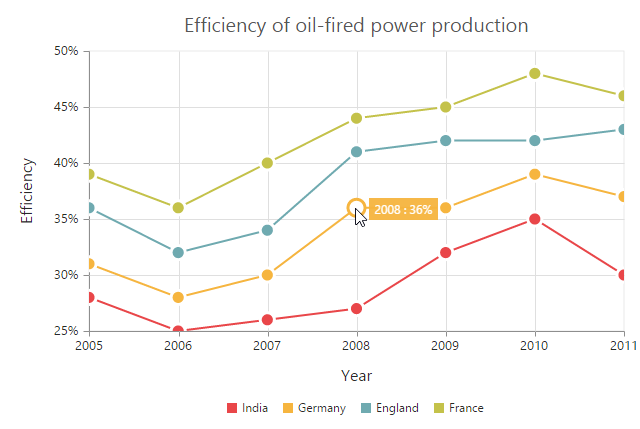 Efficiency of oil-fired power production
50%
45%
40%
35%
30%
25%
Efficiency
2008 : 36%
2005 2006 2007 2008 2009 2010 2011
Year
India Germany England France